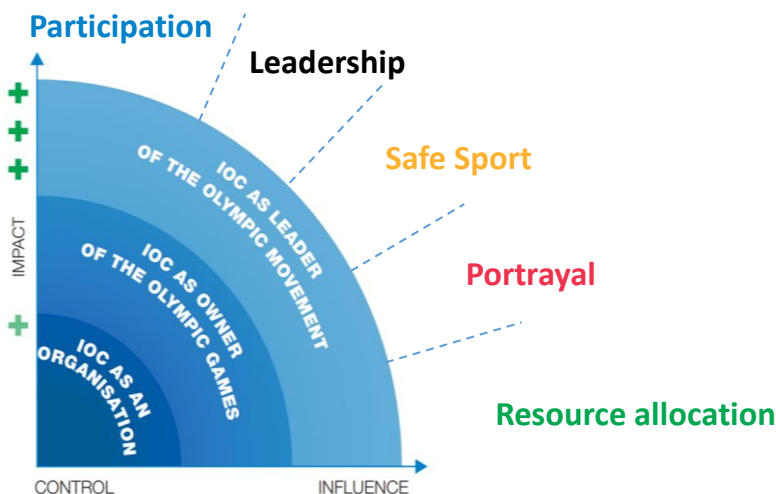 Participation
Leadership
Safe Sport
Portrayal
Resource allocation
IOC AS LEADER
OF THE OLYMPIC MOVEMENT
IOC AS OWNER
OF THE OLYMPIC GAMES
IOC AS AN
ORGANISATION
IMPACT
CONTROL
INFLUENCE